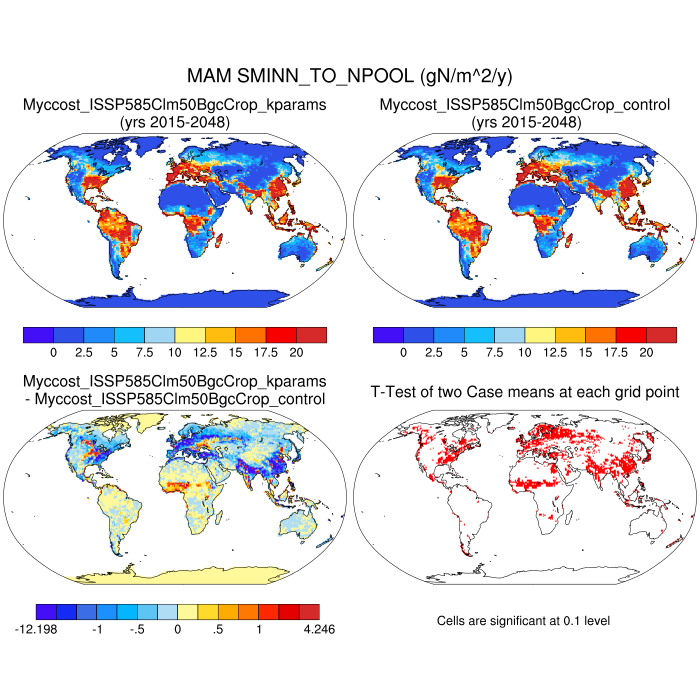 MAM SMINN_TO_NPOOL (gN/m^2/y)
Myccost_ISSP585Clm50BgcCrop_kparams
(yrs 2015-2048)
Myccost_ISSP585Clm50BgcCrop_control
(yrs 2015-2048)
0 2.5 5 7.5 10 12.5 15 17.5 20
0 2.5 5 7.5 10 12.5 15 17.5 20
Myccost_ISSP585Clm50BgcCrop_kparams
- Myccost_ISSP585Clm50BgcCrop_control
T-Test of two Case means at each grid point
-12.198 -1 -.5 0 .5 1 4.246
Cells are significant at 0.1 level